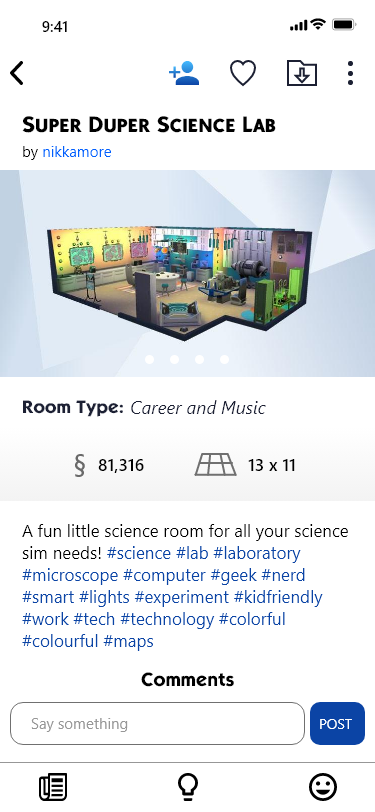 9:41
Super Duper Science Lab
by nikkamore
Room Type: Career and Music
§ 81,316 13 x 11
A fun little science room for all your science
sim needs! #science #lab #laboratory
#microscope #computer #geek #nerd
#smart #lights #experiment #kidfriendly
#work #tech #technology #colorful
#colourful #maps
Comments
Say something POST